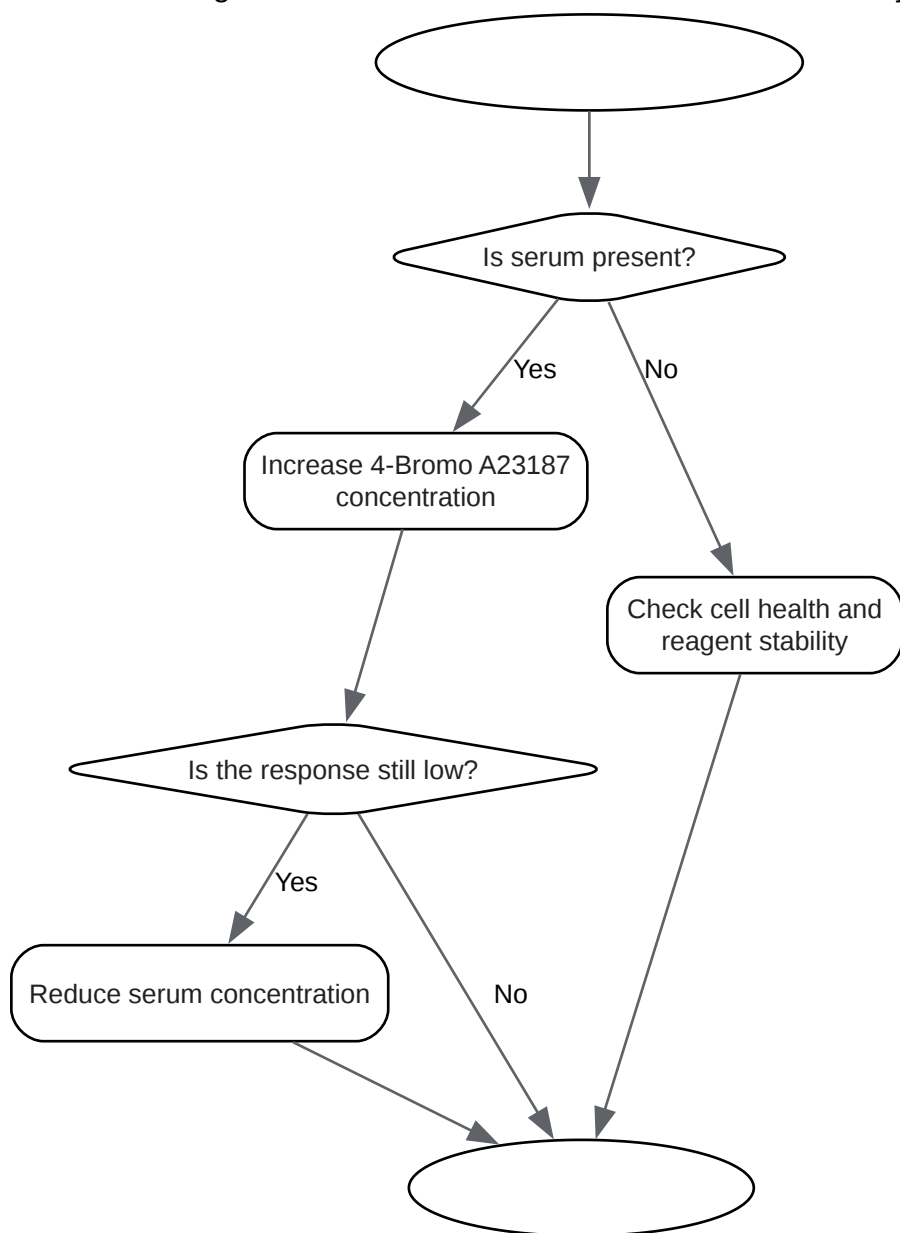 Is serum present?
Yes
No
Increase 4-Bromo A23187
concentration
Check cell health and
reagent stability
Is the response still low?
Yes
Reduce serum concentration
No